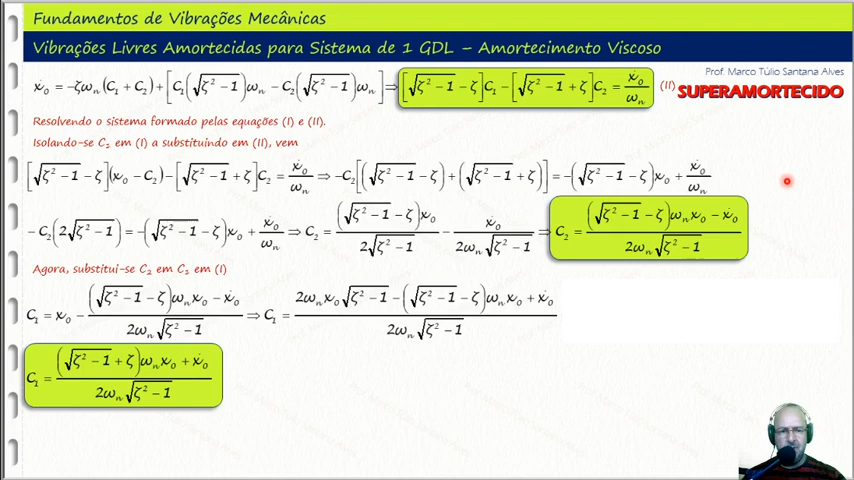 Fundamentos de Vibrações Mecânicas
Vibrações Livres Amortecidas para Sistema de 1 GDL – Amortecimento Viscoso
Prof. Marco Túlio Santana Alves
ẋ₀ = −ζωₙ(C₁ + C₂) + [C₁(√(ζ² − 1))ωₙ − C₂(√(ζ² − 1))ωₙ] ⇒ [√(ζ² − 1) − ζ]C₁ − [√(ζ² − 1) + ζ]C₂ = ẋ₀/ωₙ (II) SUPERAMORTECIDO
Resolvendo o sistema formado pelas equações (I) e (II).
Isolando-se C₁ em (I) a substituindo em (II), vem
[√(ζ² − 1) − ζ](x₀ − C₂) − [√(ζ² − 1) + ζ]C₂ = ẋ₀/ωₙ ⇒ −C₂[(√(ζ² − 1) − ζ) + (√(ζ² − 1) + ζ)] = −(√(ζ² − 1) − ζ)x₀ + ẋ₀/ωₙ
−C₂(2√(ζ² − 1)) = −(√(ζ² − 1) − ζ)x₀ + ẋ₀/ωₙ ⇒ C₂ = (√(ζ² − 1) − ζ)x₀/2√(ζ² − 1) − ẋ₀/2ωₙ√(ζ² − 1) ⇒ C₂ = ((√(ζ² − 1) − ζ)ωₙx₀ − ẋ₀)/2ωₙ√(ζ² − 1)
Agora, substitui-se C₂ em C₁ em (I)
C₁ = x₀ − ((√(ζ² − 1) − ζ)ωₙx₀ − ẋ₀)/2ωₙ√(ζ² − 1) ⇒ C₁ = (2ωₙx₀√(ζ² − 1) − (√(ζ² − 1) − ζ)ωₙx₀ + ẋ₀)/2ωₙ√(ζ² − 1)
C₁ = ((√(ζ² − 1) + ζ)ωₙx₀ + ẋ₀)/2ωₙ√(ζ² − 1)